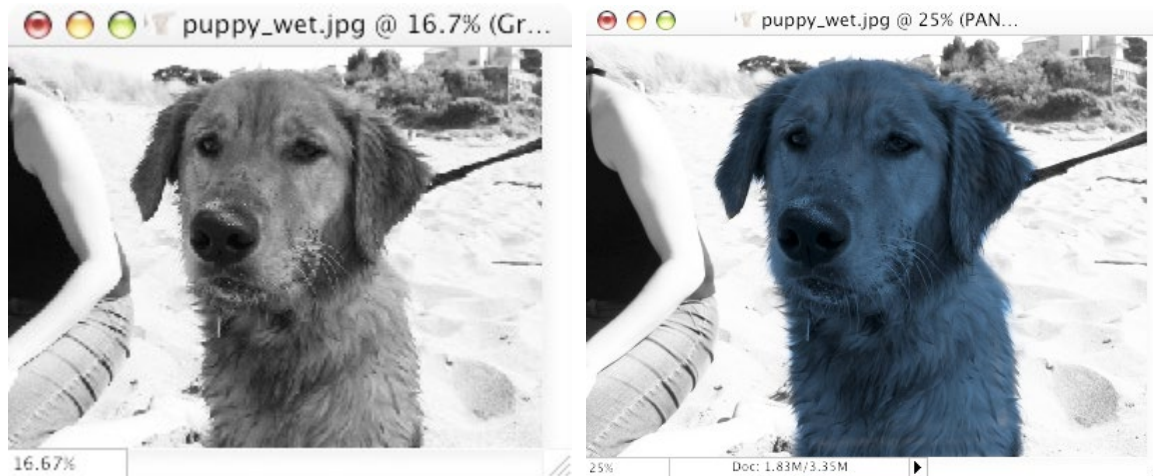 puppy_wet.jpg @ 16.7% (Gr...
puppy_wet.jpg @ 25% (PAN...
16.67%
25%
Doc: 1.83M/3.35M